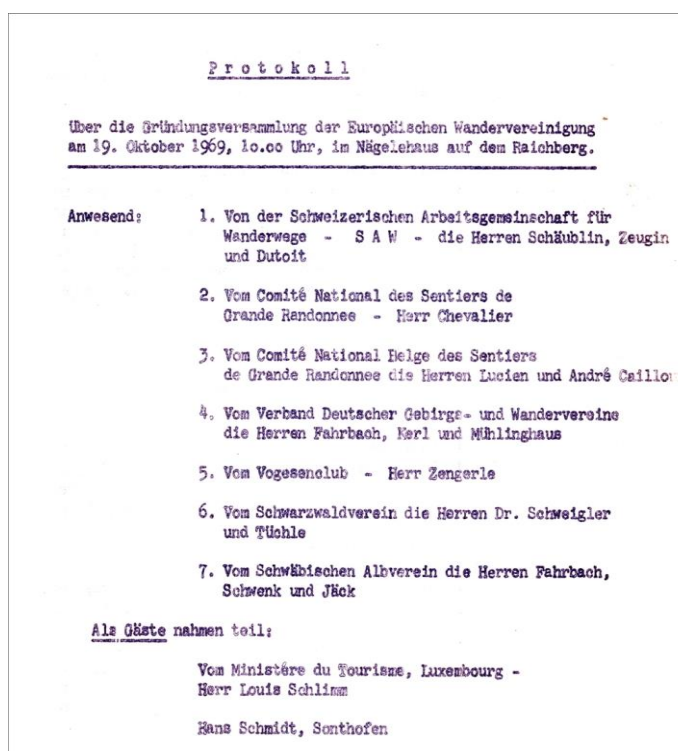 Protokoll
Über die Gründungsversammlung der Europäischen Wandervereinigung
am 19. Oktober 1969, 10.00 Uhr, im Nägelehaus auf dem Raichberg.
Anwesend: 1. Von der Schweizerischen Arbeitsgemeinschaft für
Wanderwege - S A W - die Herren Schäublin, Zeugin
und Dutoit
2. Vom Comité National des Sentiers de
Grande Randonnee - Herr Chevalier
3. Vom Comité National Belge des Sentiers
de Grande Randonnee die Herren Lucien und André
4. Vom Verband Deutscher Gebirgs- und Wandervereine
die Herren Fahrbach, Kerl und Mühlinghaus
5. Vom Vogesenclub - Herr Zengerle
6. Vom Schwarzwaldverein die Herren Dr. Schweigler
und Tüchle
7. Vom Schwäbischen Albverein die Herren Fahrbach,
Schwenk und Jäck
Als Gäste nahmen teil:
Vom Ministére du Tourisme, Luxembourg -
Herr Louis Schlimm
Hans Schmidt, Sonthofen